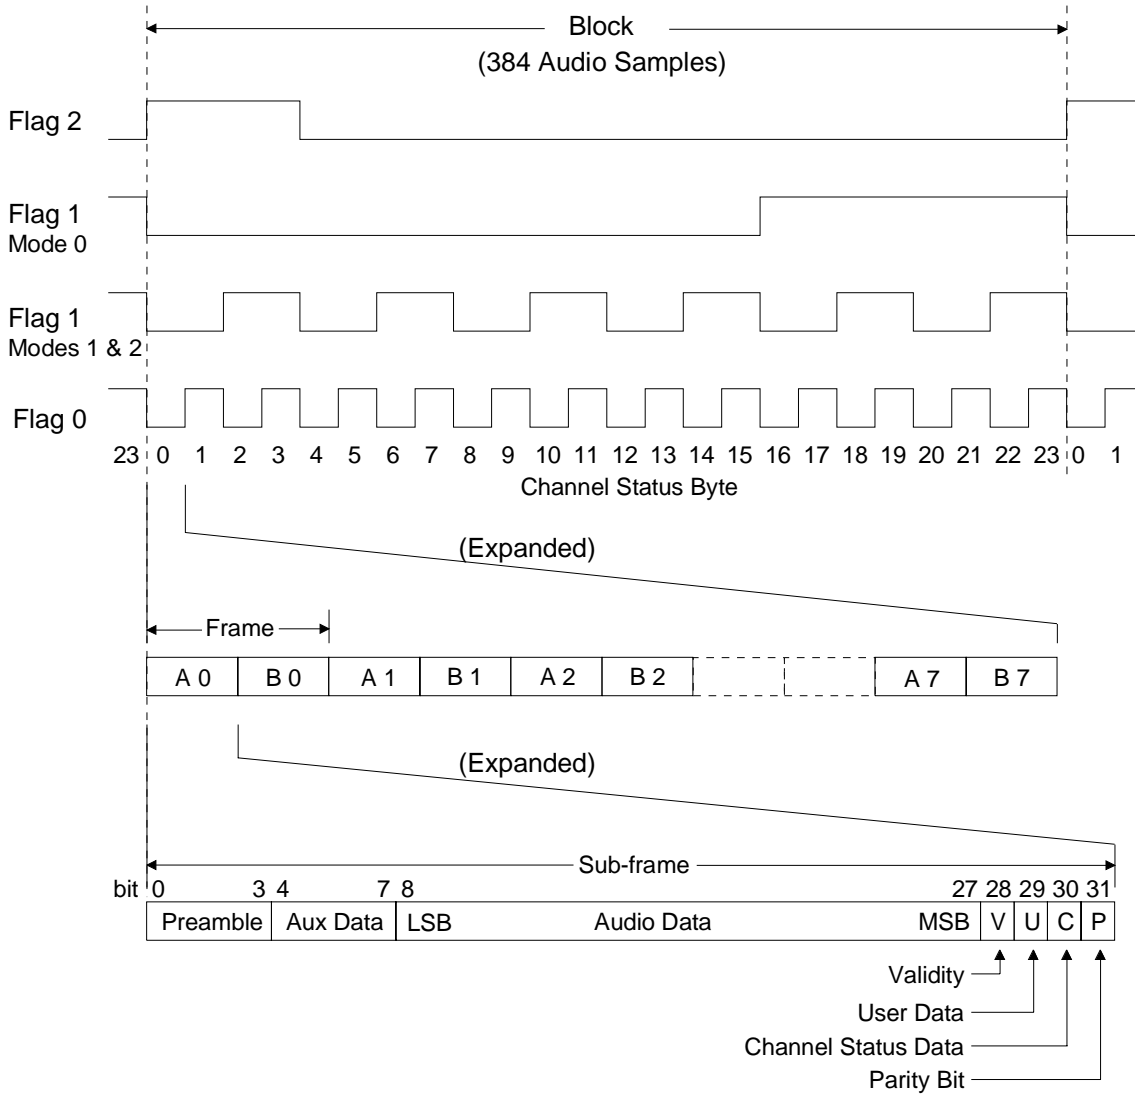 Block
(384 Audio Samples)
Flag 2
Flag 1
Mode 0
Flag 1
Modes 1 & 2
Flag 0
23 0 1 2 3 4 5 6 7 8 9 10 11 12 13 14 15 16 17 18 19 20 21 22 23 0 1
Channel Status Byte
(Expanded)
Frame
A 0 B 0 A 1 B 1 A 2 B 2 A 7 B 7
(Expanded)
Sub-frame
bit 0 3 4 7 8 27 28 29 30 31
Preamble Aux Data LSB Audio Data MSB V U C P
Validity
User Data
Channel Status Data
Parity Bit